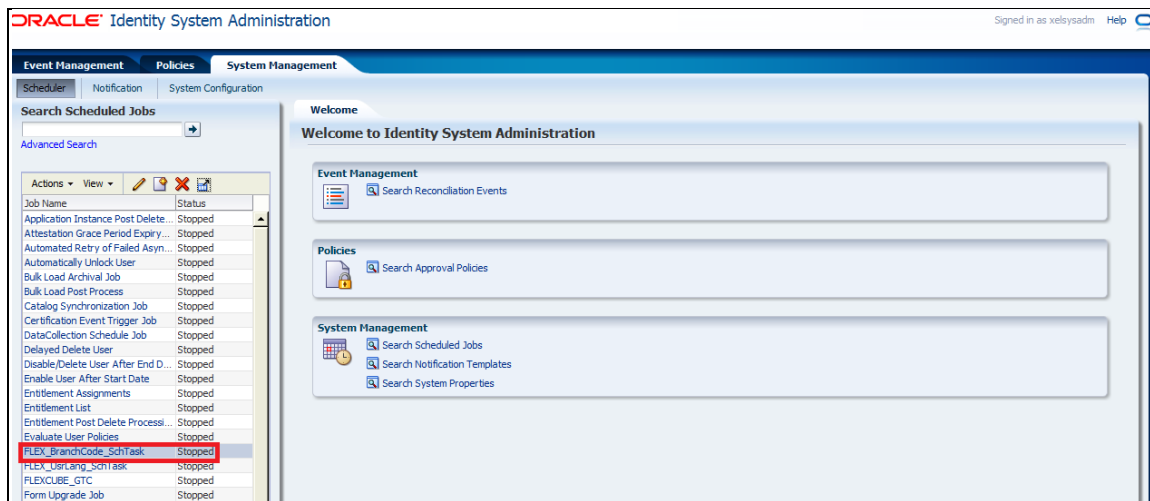 ORACLE® Identity System Administration
Signed in as xelsysadm Help
Event Management Policies System Management
Scheduler Notification System Configuration
Search Scheduled Jobs
Advanced Search
Actions View
Job Name Status
Application Instance Post Delete... Stopped
Attestation Grace Period Expiry... Stopped
Automated Retry of Failed Asyn... Stopped
Automatically Unlock User Stopped
Bulk Load Archival Job Stopped
Bulk Load Post Process Stopped
Catalog Synchronization Job Stopped
Certification Event Trigger Job Stopped
DataCollection Schedule Job Stopped
Delayed Delete User Stopped
Disable/Delete User After End D... Stopped
Enable User After Start Date Stopped
Entitlement Assignments Stopped
Entitlement List Stopped
Entitlement Post Delete Processi... Stopped
Evaluate User Policies Stopped
FLEX_BranchCode_SchTask Stopped
FLEX_UsrLang_SchTask Stopped
FLEXCUBE_GTC Stopped
Form Upgrade Job Stopped
Welcome
Welcome to Identity System Administration
Event Management
Search Reconciliation Events
Policies
Search Approval Policies
System Management
Search Scheduled Jobs
Search Notification Templates
Search System Properties